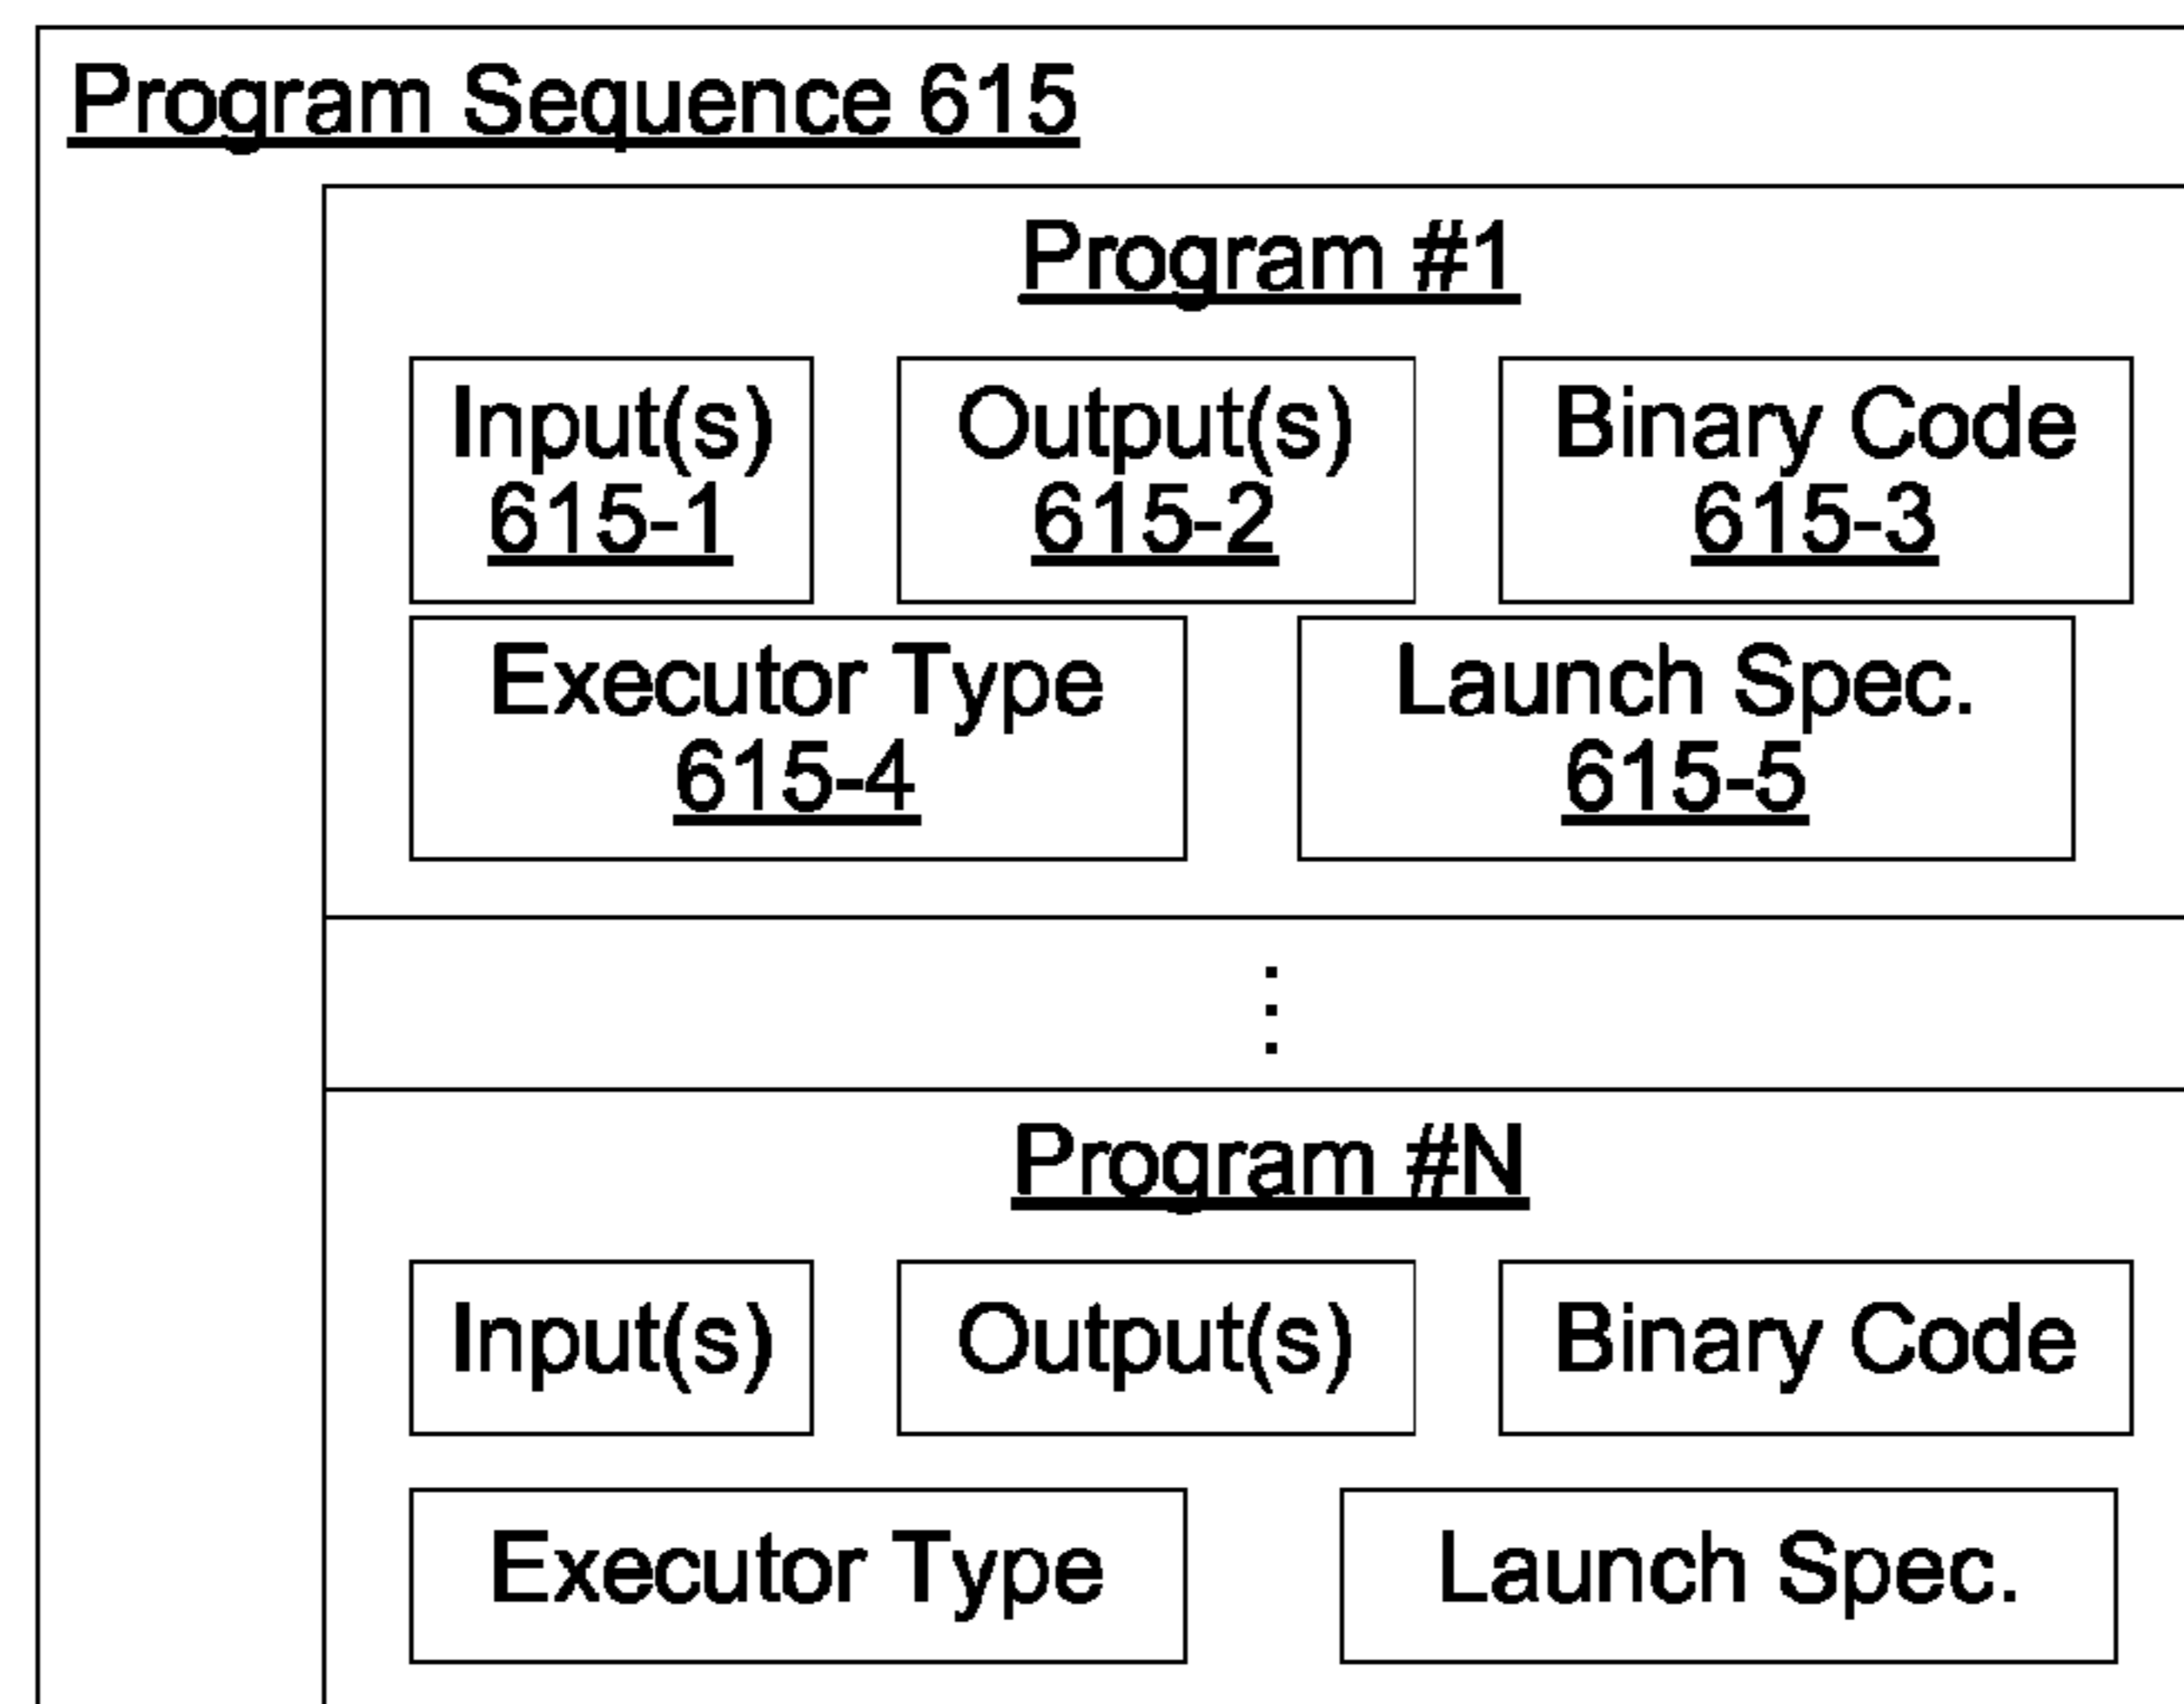 Program Sequence 615
Program #1
Input(s)
615-1
Output(s)
615-2
Binary Code
615-3
Executor Type
615-4
Launch Spec.
615-5
Program #N
Input(s)
Output(s)
Binary Code
Executor Type
Launch Spec.